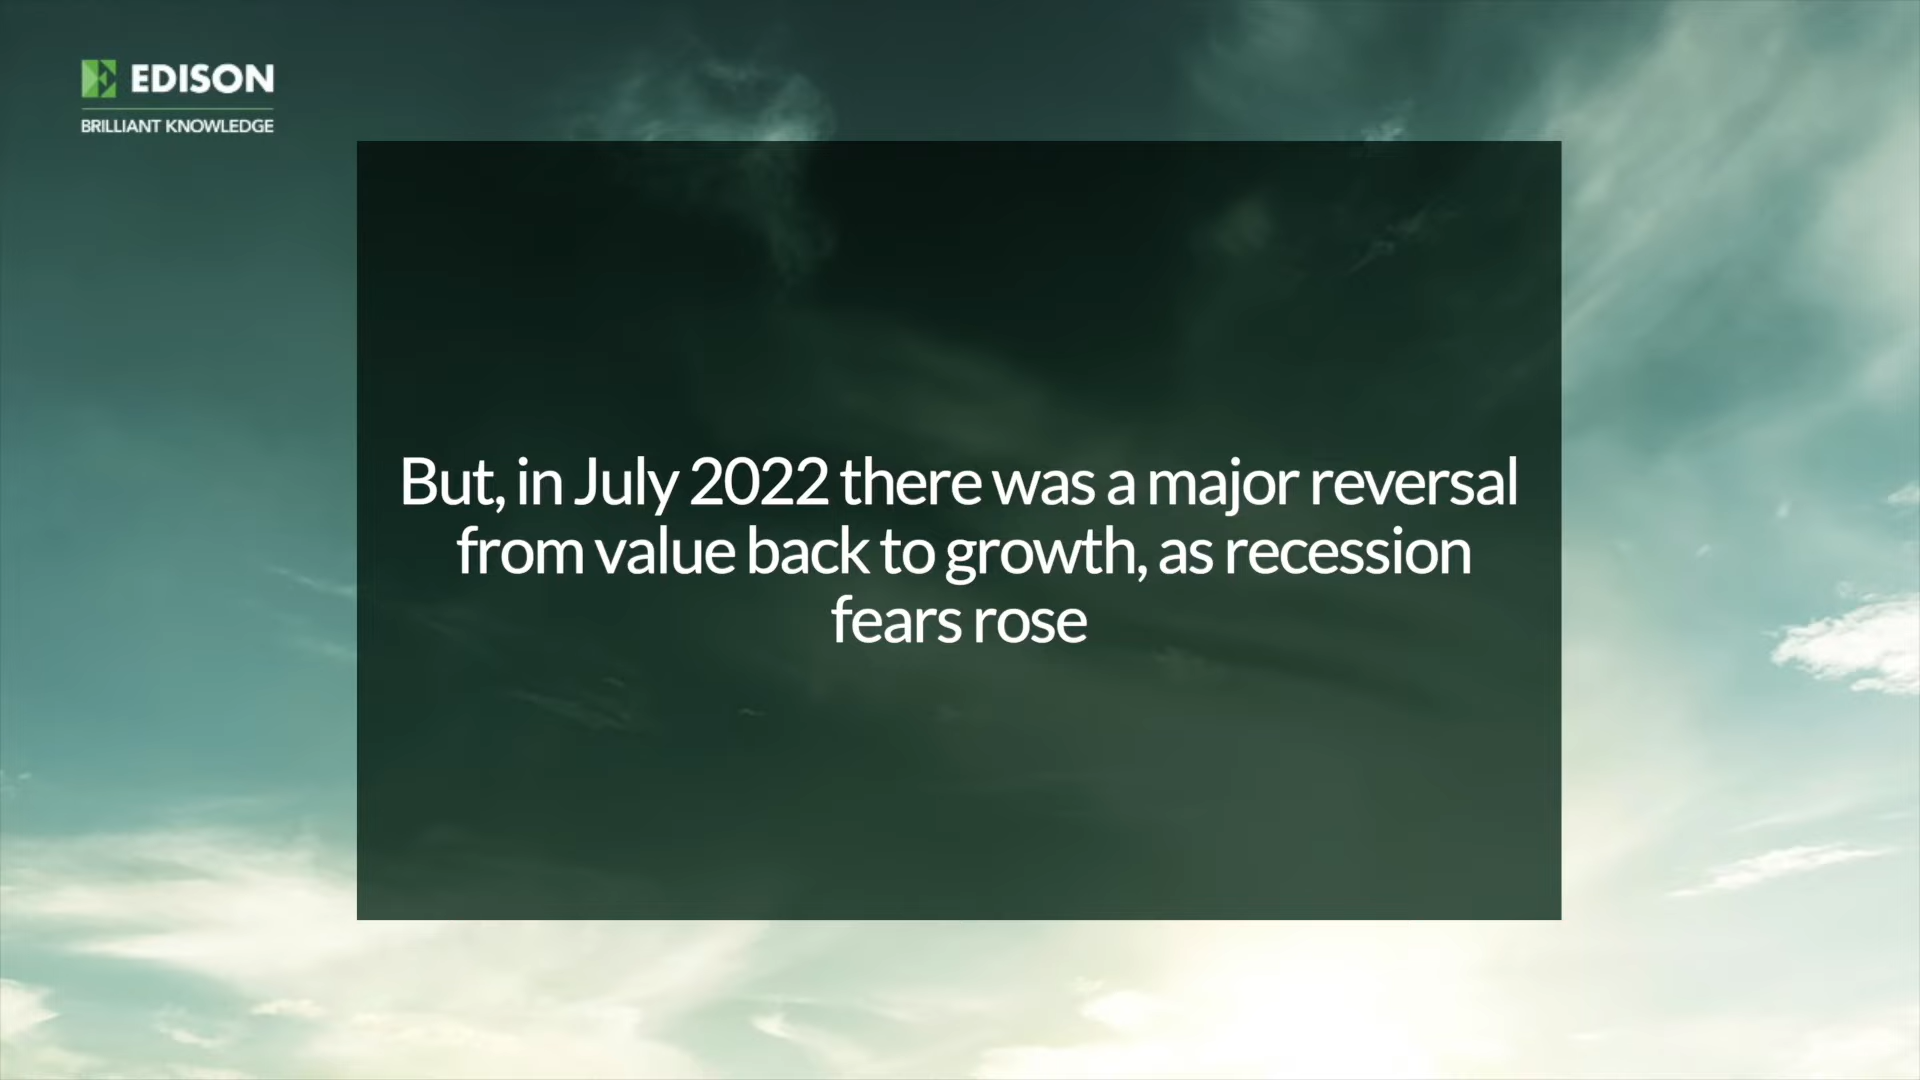 EDISON
BRILLIANT KNOWLEDGE
But, in July 2022 there was a major reversal
from value back to growth, as recession
fears rose